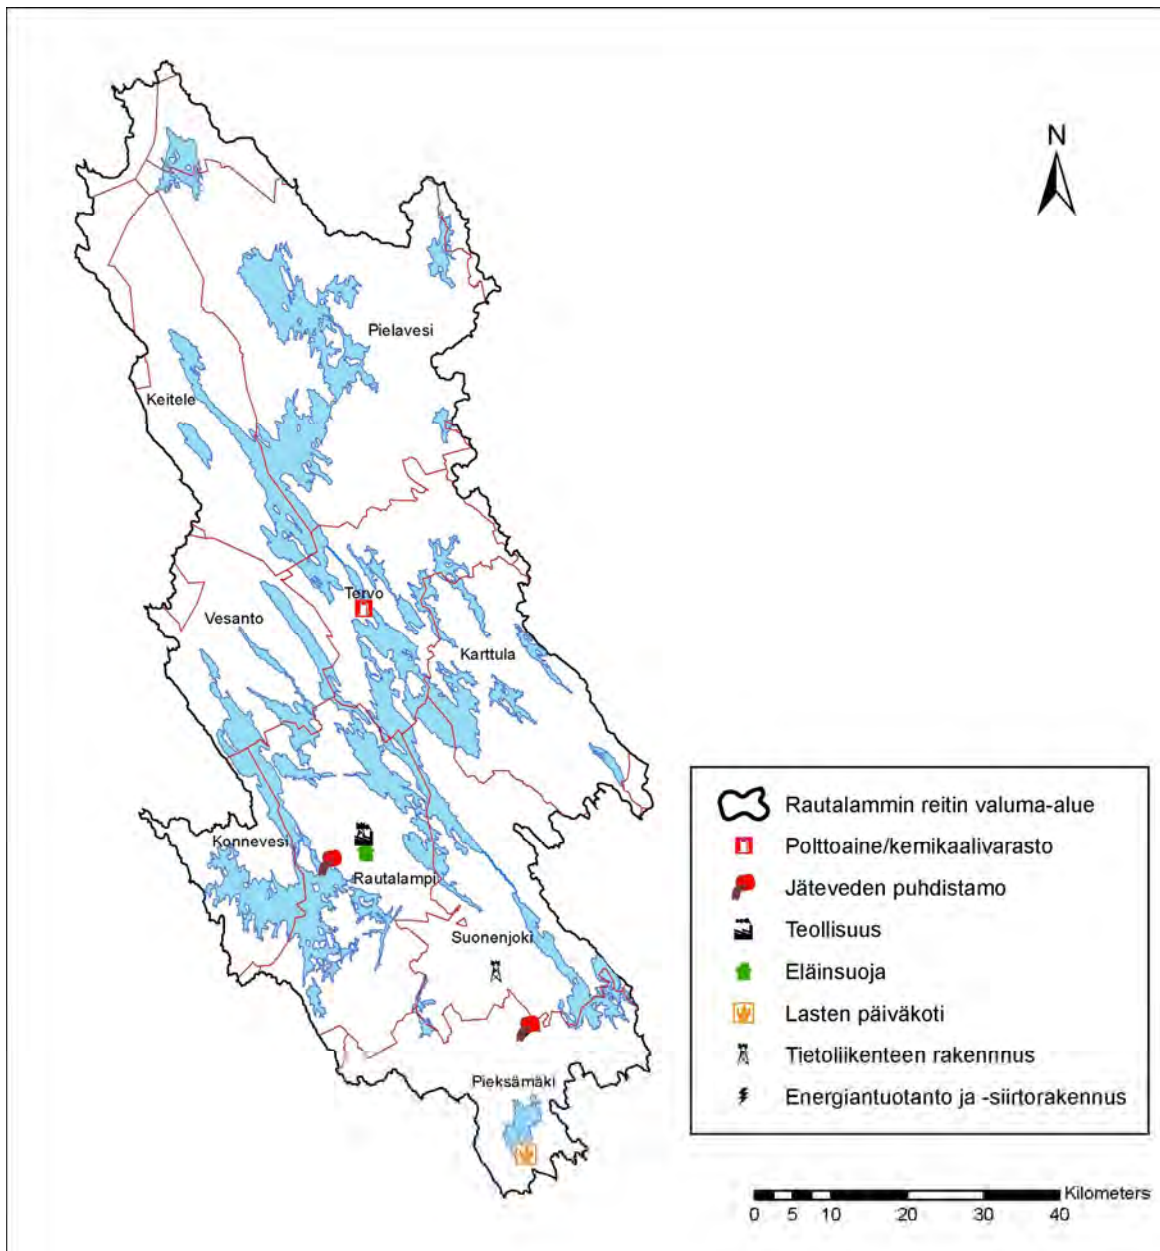 N
Pielavesi
Keitele
Tervo
Vesanto
Karttula
Rautalammin reitin valuma-alue
Konnevesi
Polttoaine/kemikaalivarasto
Rautalampi
Jäteveden puhdistamo
Suonenjoki
Teollisuus
Eläinsuoja
Lasten päiväkoti
Tietoliikenteen rakennnus
Pieksämäki
Energiantuotanto ja -siirtorakennus
Kilometers
0 5 10 20 30 40